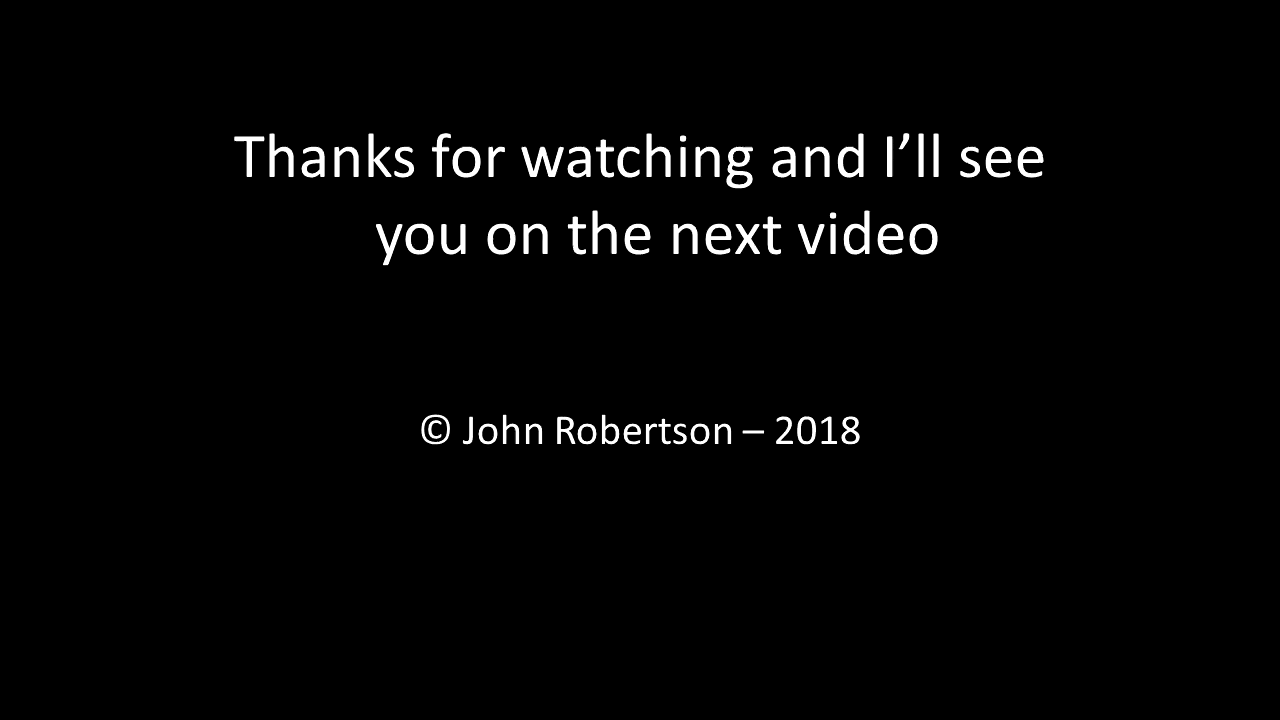 Thanks for watching and I’ll see
you on the next video
© John Robertson – 2018